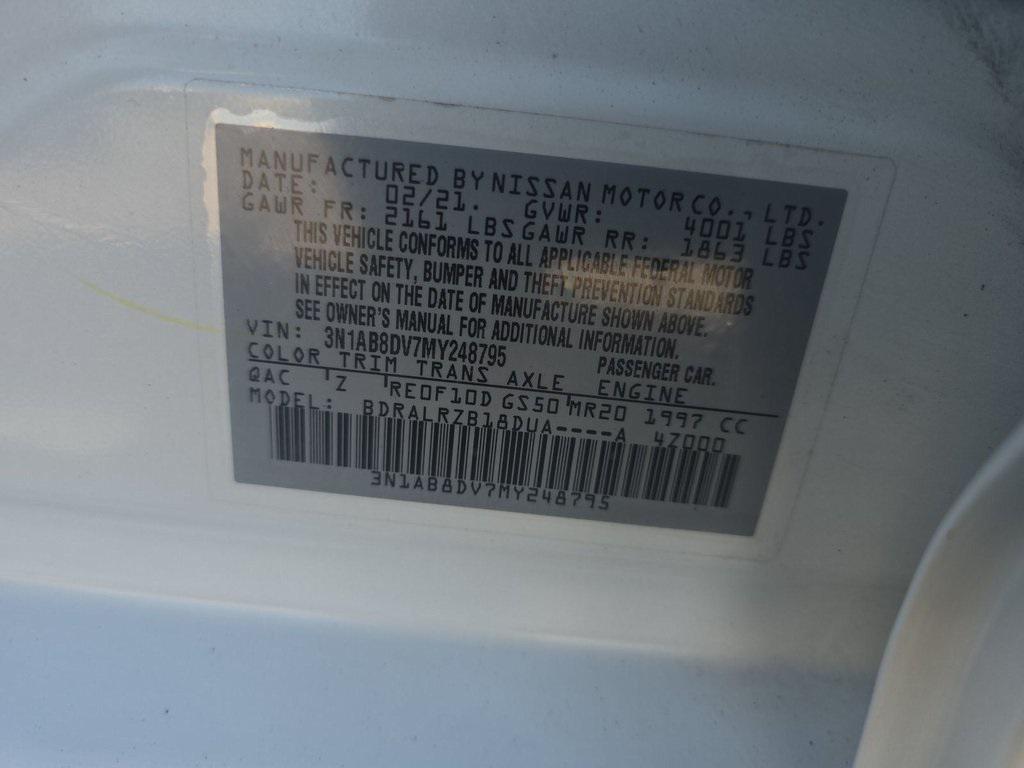 MANUFACTURED BY NISSAN MOTOR CO., LTD.
DATE: 02/21. GVWR: 4001 LBS
GAWR FR: 2161 LBS GAWR RR: 1863 LBS
THIS VEHICLE CONFORMS TO ALL APPLICABLE FEDERAL MOTOR
VEHICLE SAFETY, BUMPER AND THEFT PREVENTION STANDARDS
IN EFFECT ON THE DATE OF MANUFACTURE SHOWN ABOVE.
SEE OWNER'S MANUAL FOR ADDITIONAL INFORMATION.
VIN: 3N1AB8DV7MY248795 PASSENGER CAR.
COLOR TRIM TRANS AXLE ENGINE
QAC Z RE0F10D GS50 MR20 1997 CC
MODEL: BDRALRZB18DUA----A 4Z000
3N1AB8DV7MY248795